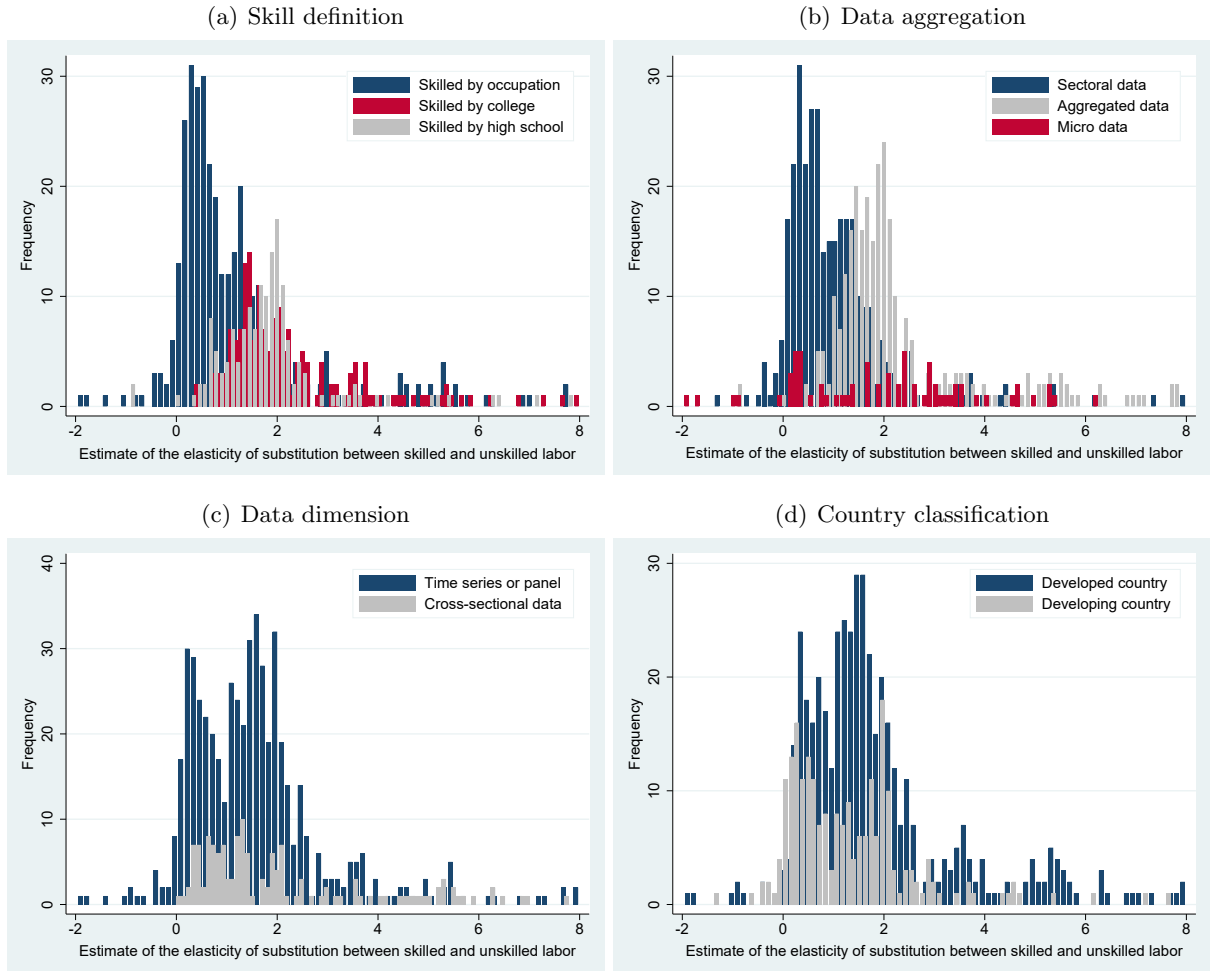 (a) Skill definition
30
20
10
0
Frequency
Skilled by occupation
Skilled by college
Skilled by high school
-2 0 2 4 6 8
Estimate of the elasticity of substitution between skilled and unskilled labor
(b) Data aggregation
30
20
10
0
Frequency
Sectoral data
Aggregated data
Micro data
-2 0 2 4 6 8
Estimate of the elasticity of substitution between skilled and unskilled labor
(c) Data dimension
40
30
20
10
0
Frequency
Time series or panel
Cross-sectional data
-2 0 2 4 6 8
Estimate of the elasticity of substitution between skilled and unskilled labor
(d) Country classification
30
20
10
0
Frequency
Developed country
Developing country
-2 0 2 4 6 8
Estimate of the elasticity of substitution between skilled and unskilled labor